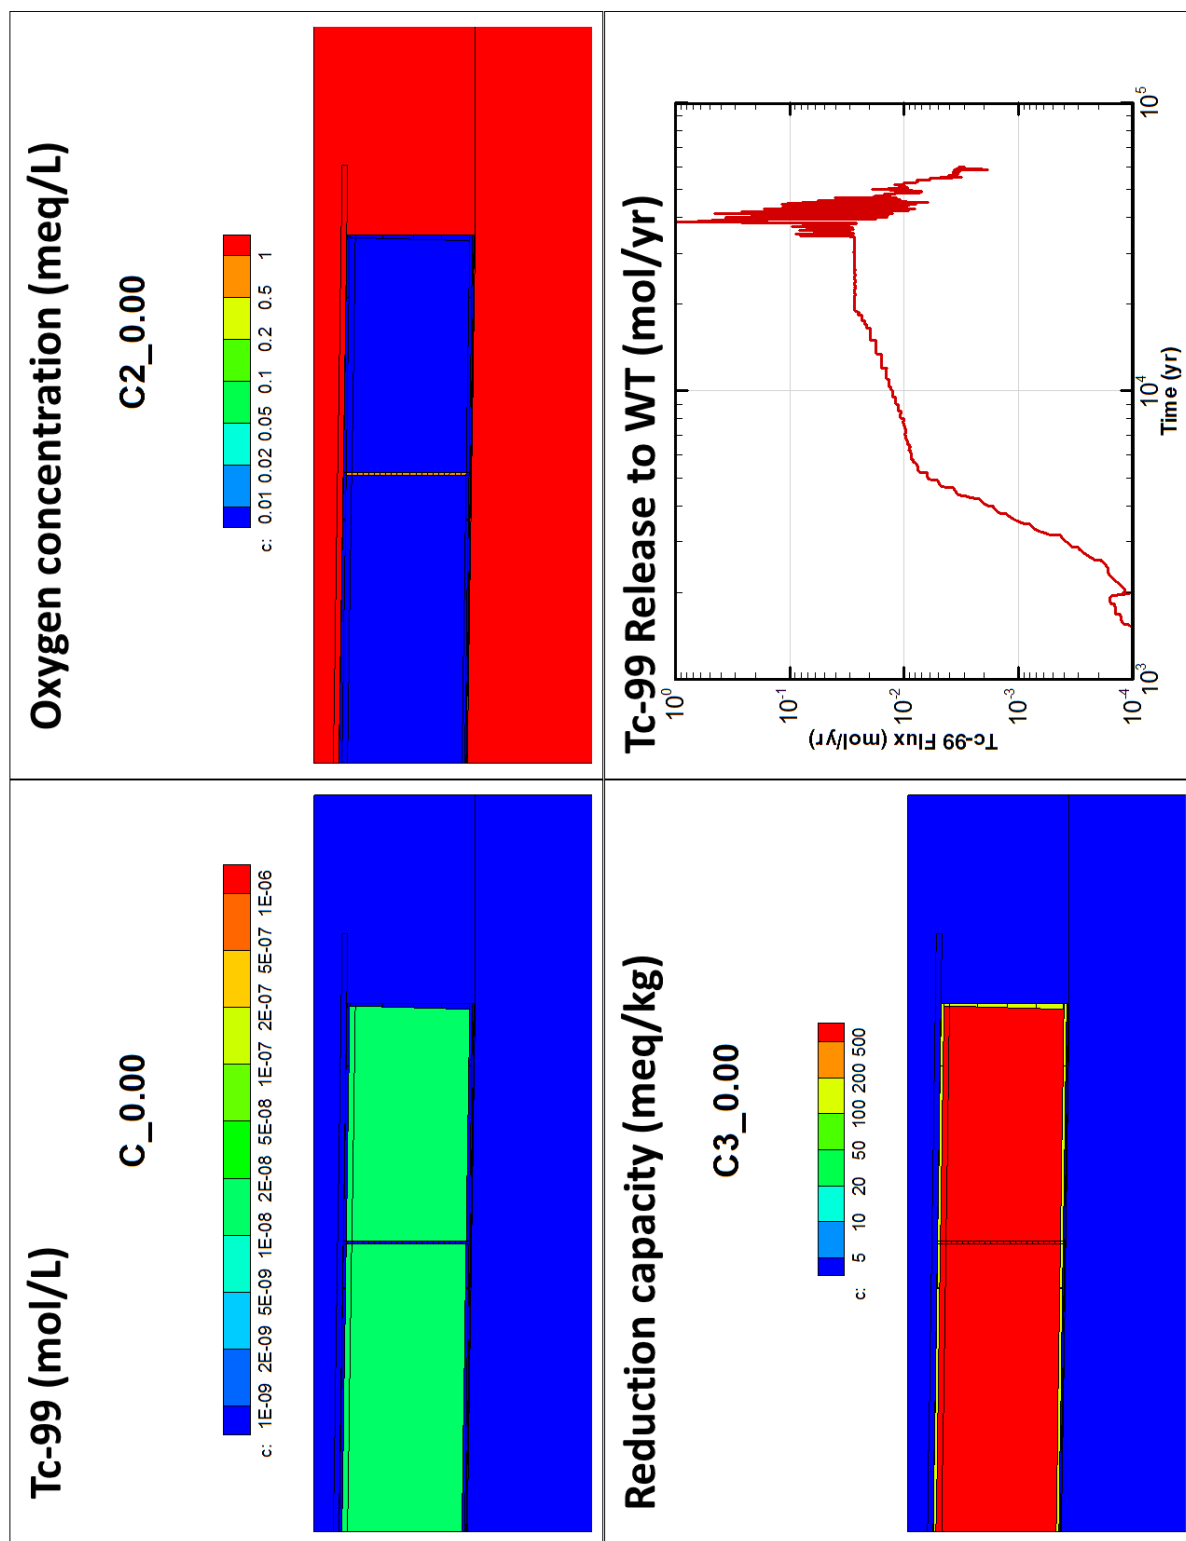 Tc-99 (mol/L)
C_0.00
c: 1E-09 2E-09 5E-09 1E-08 2E-08 5E-08 1E-07 2E-07 5E-07 1E-06
Oxygen concentration (meq/L)
C2_0.00
c: 0.01 0.02 0.05 0.1 0.2 0.5 1
Reduction capacity (meq/kg)
C3_0.00
c: 5 10 20 50 100 200 500
Tc-99 Release to WT (mol/yr)
Tc-99 Flux (mol/yr)
10^0
10^-1
10^-2
10^-3
10^-4
10^3 10^4 10^5
Time (yr)